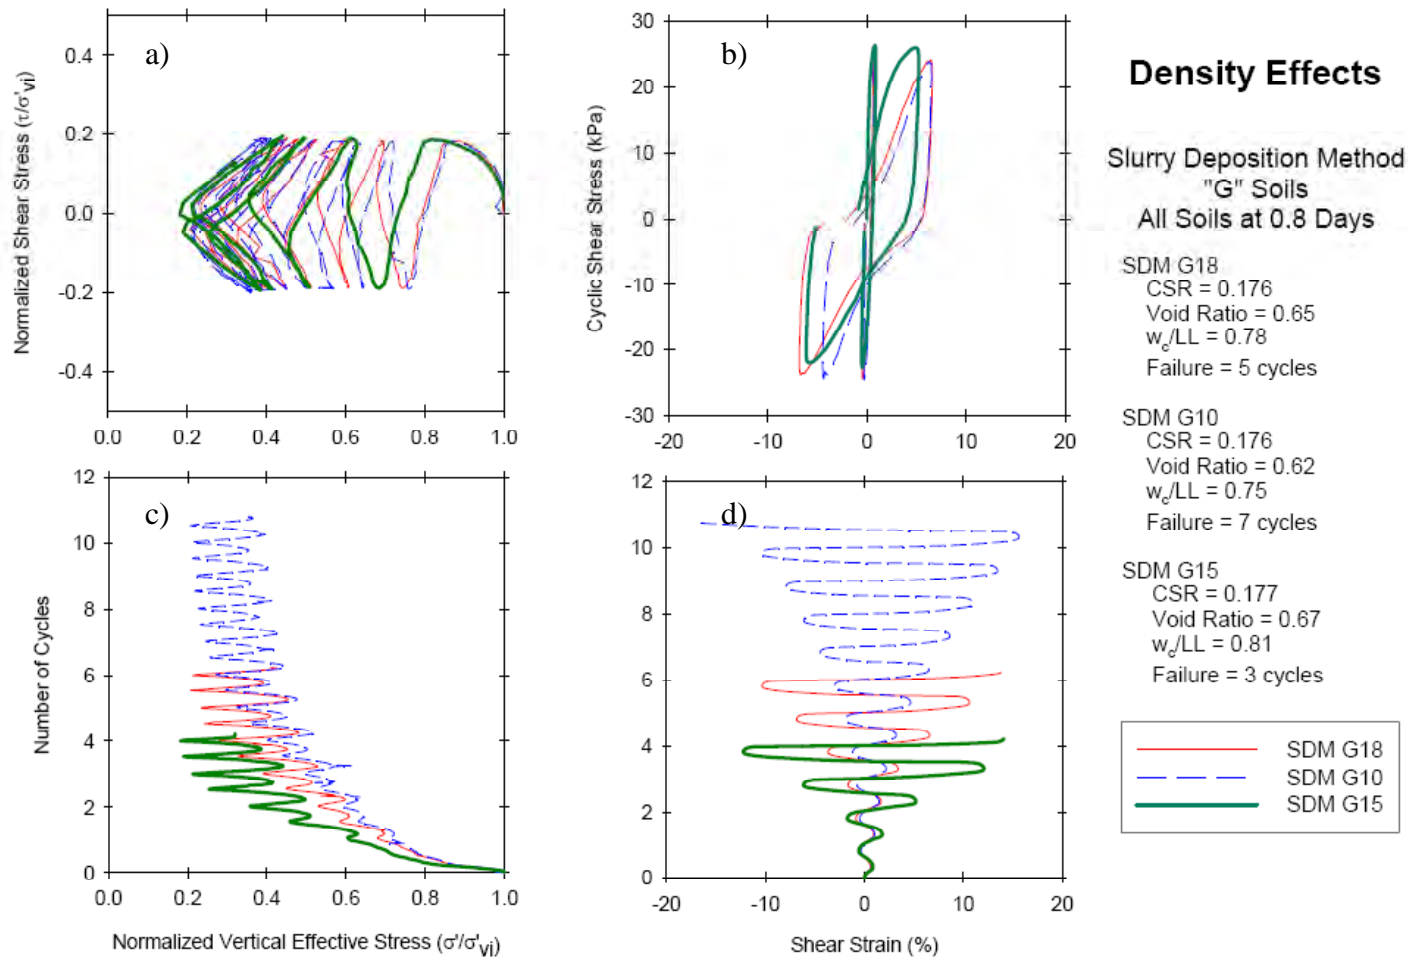 a)
Normalized Shear Stress (τ/σ'vi)
0.4
0.2
0.0
-0.2
-0.4
0.0 0.2 0.4 0.6 0.8 1.0
b)
Cyclic Shear Stress (kPa)
30
20
10
0
-10
-20
-30
-20 -10 0 10 20
c)
Number of Cycles
12
10
8
6
4
2
0
0.0 0.2 0.4 0.6 0.8 1.0
Normalized Vertical Effective Stress (σ'/σ'vi)
d)
12
10
8
6
4
2
0
-20 -10 0 10 20
Shear Strain (%)
Density Effects
Slurry Deposition Method
"G" Soils
All Soils at 0.8 Days
SDM G18
CSR = 0.176
Void Ratio = 0.65
wc/LL = 0.78
Failure = 5 cycles
SDM G10
CSR = 0.176
Void Ratio = 0.62
wc/LL = 0.75
Failure = 7 cycles
SDM G15
CSR = 0.177
Void Ratio = 0.67
wc/LL = 0.81
Failure = 3 cycles
SDM G18
SDM G10
SDM G15